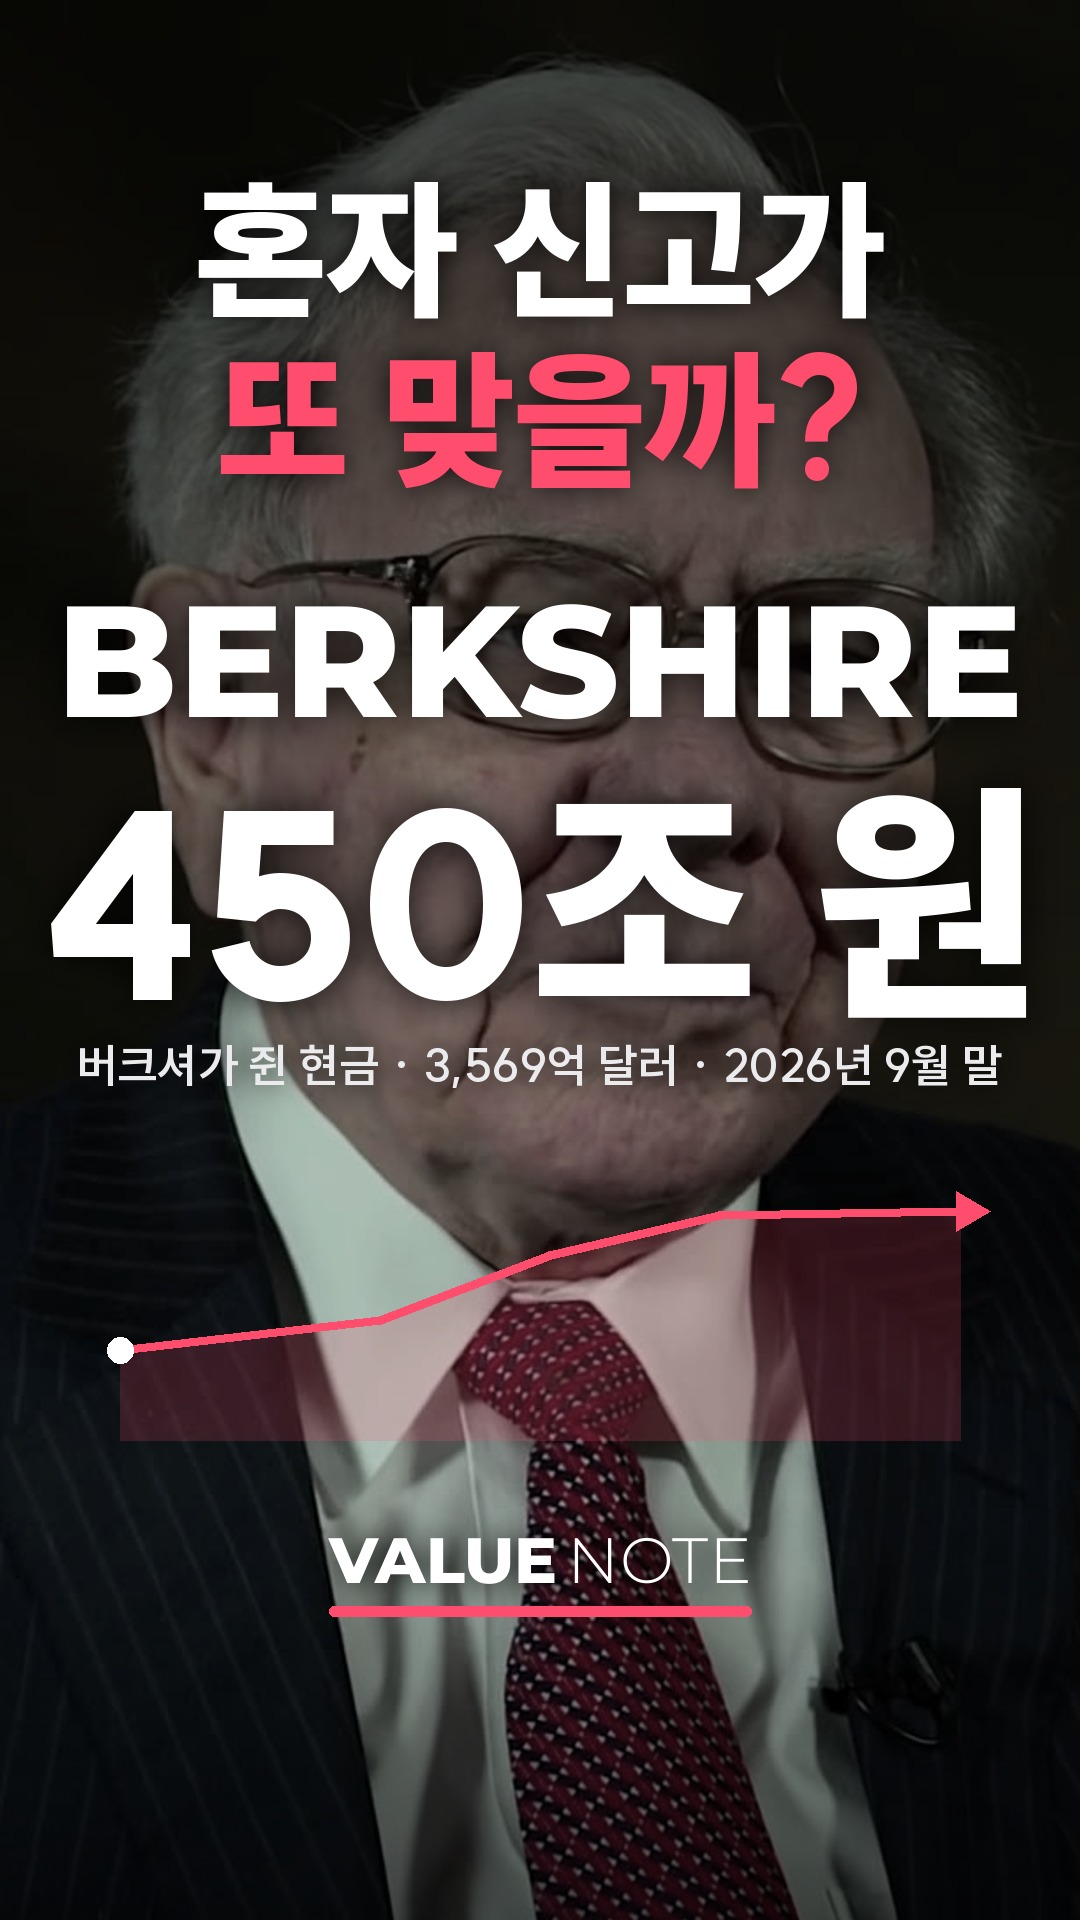 혼자 신고가
또 맞을까?
BERKSHIRE
450조 원
버크셔가 쥔 현금 · 3,569억 달러 · 2026년 9월 말
VALUE NOTE